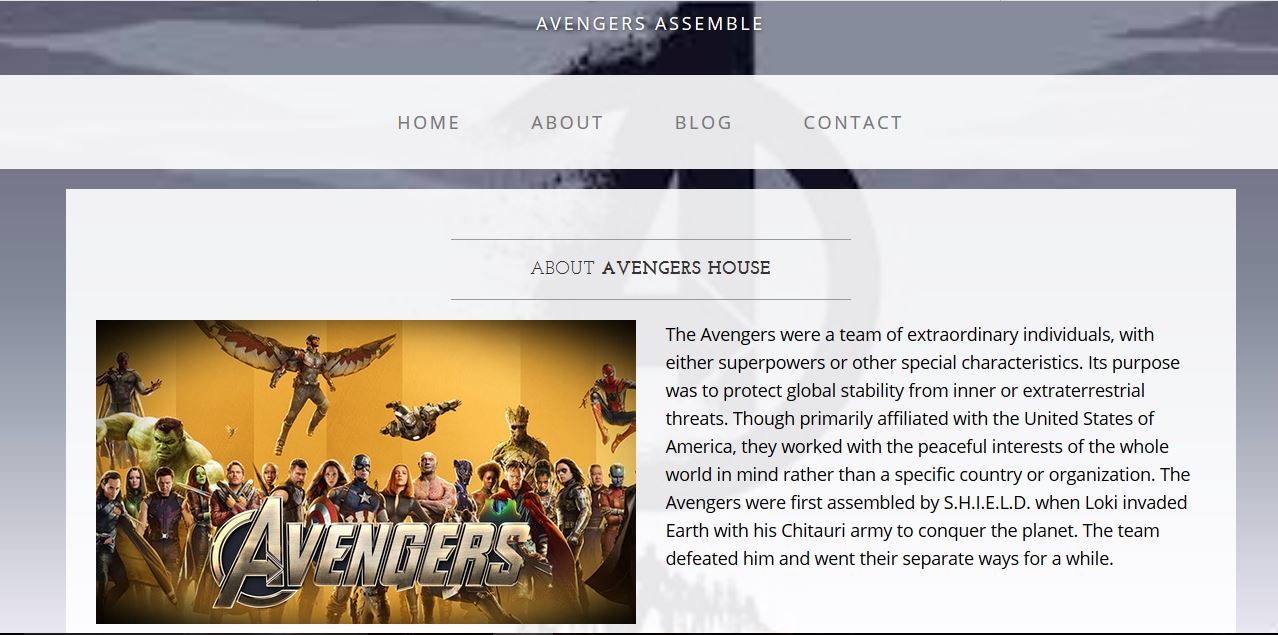 AVENGERS ASSEMBLE
HOME ABOUT BLOG CONTACT
ABOUT AVENGERS HOUSE
AVENGERS
The Avengers were a team of extraordinary individuals, with
either superpowers or other special characteristics. Its purpose
was to protect global stability from inner or extraterrestrial
threats. Though primarily affiliated with the United States of
America, they worked with the peaceful interests of the whole
world in mind rather than a specific country or organization. The
Avengers were first assembled by S.H.I.E.L.D. when Loki invaded
Earth with his Chitauri army to conquer the planet. The team
defeated him and went their separate ways for a while.